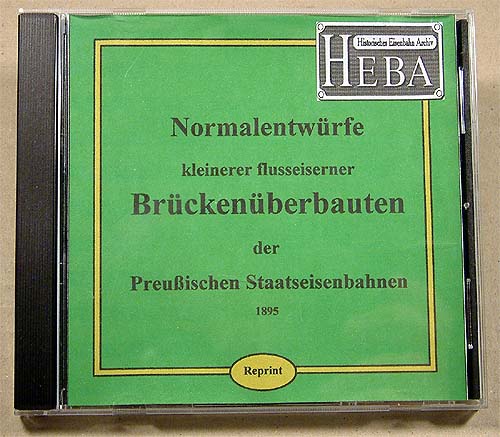 Historisches Eisenbahn Archiv
HEBA
Normalentwürfe
kleinerer flusseiserner
Brückenüberbauten
der
Preußischen Staatseisenbahnen
1895
Reprint